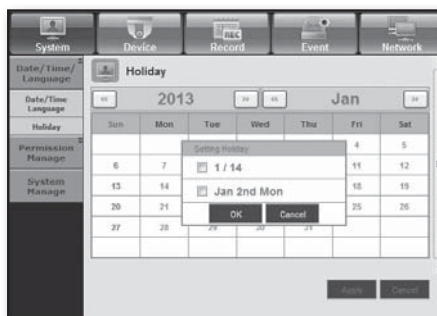 System Device Record Event Network
REC
Date/Time/
Language
Date/Time
Language
Holiday
Permission
Manage
System
Manage
Holiday
<< 2013 >> << Jan >>
Sun Mon Tue Wed Thu Fri Sat
4 5
6 7 11 12
13 14 18 19
20 21 25 26
27 28 29 30 31
Setting Holiday
1 / 14
Jan 2nd Mon
OK Cancel
Apply Cancel